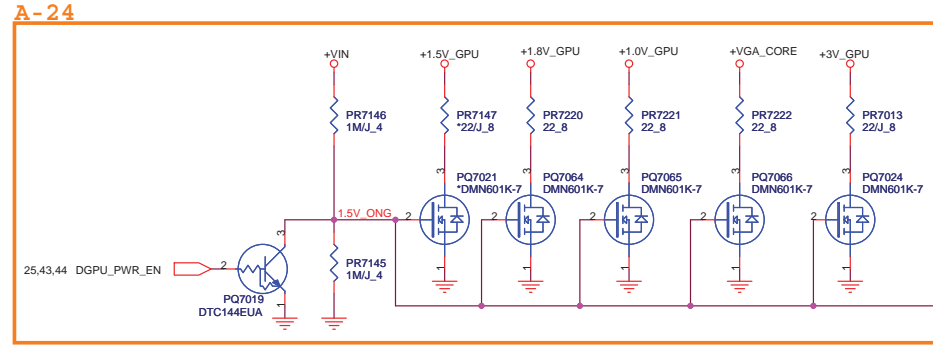 A-24
+VIN
+1.5V_GPU
+1.8V_GPU
+1.0V_GPU
+VGA_CORE
+3V_GPU
PR7146
1M/J_4
PR7147
*22/J_8
PR7220
22_8
PR7221
22_8
PR7222
22_8
PR7013
22/J_8
3
3
3
3
3
PQ7021
*DMN601K-7
PQ7064
DMN601K-7
PQ7065
DMN601K-7
PQ7066
DMN601K-7
PQ7024
DMN601K-7
1.5V_ONG
2
2
2
2
2
3
25,43,44 DGPU_PWR_EN
2
PR7145
1M/J_4
1
1
1
1
1
PQ7019
DTC144EUA
1